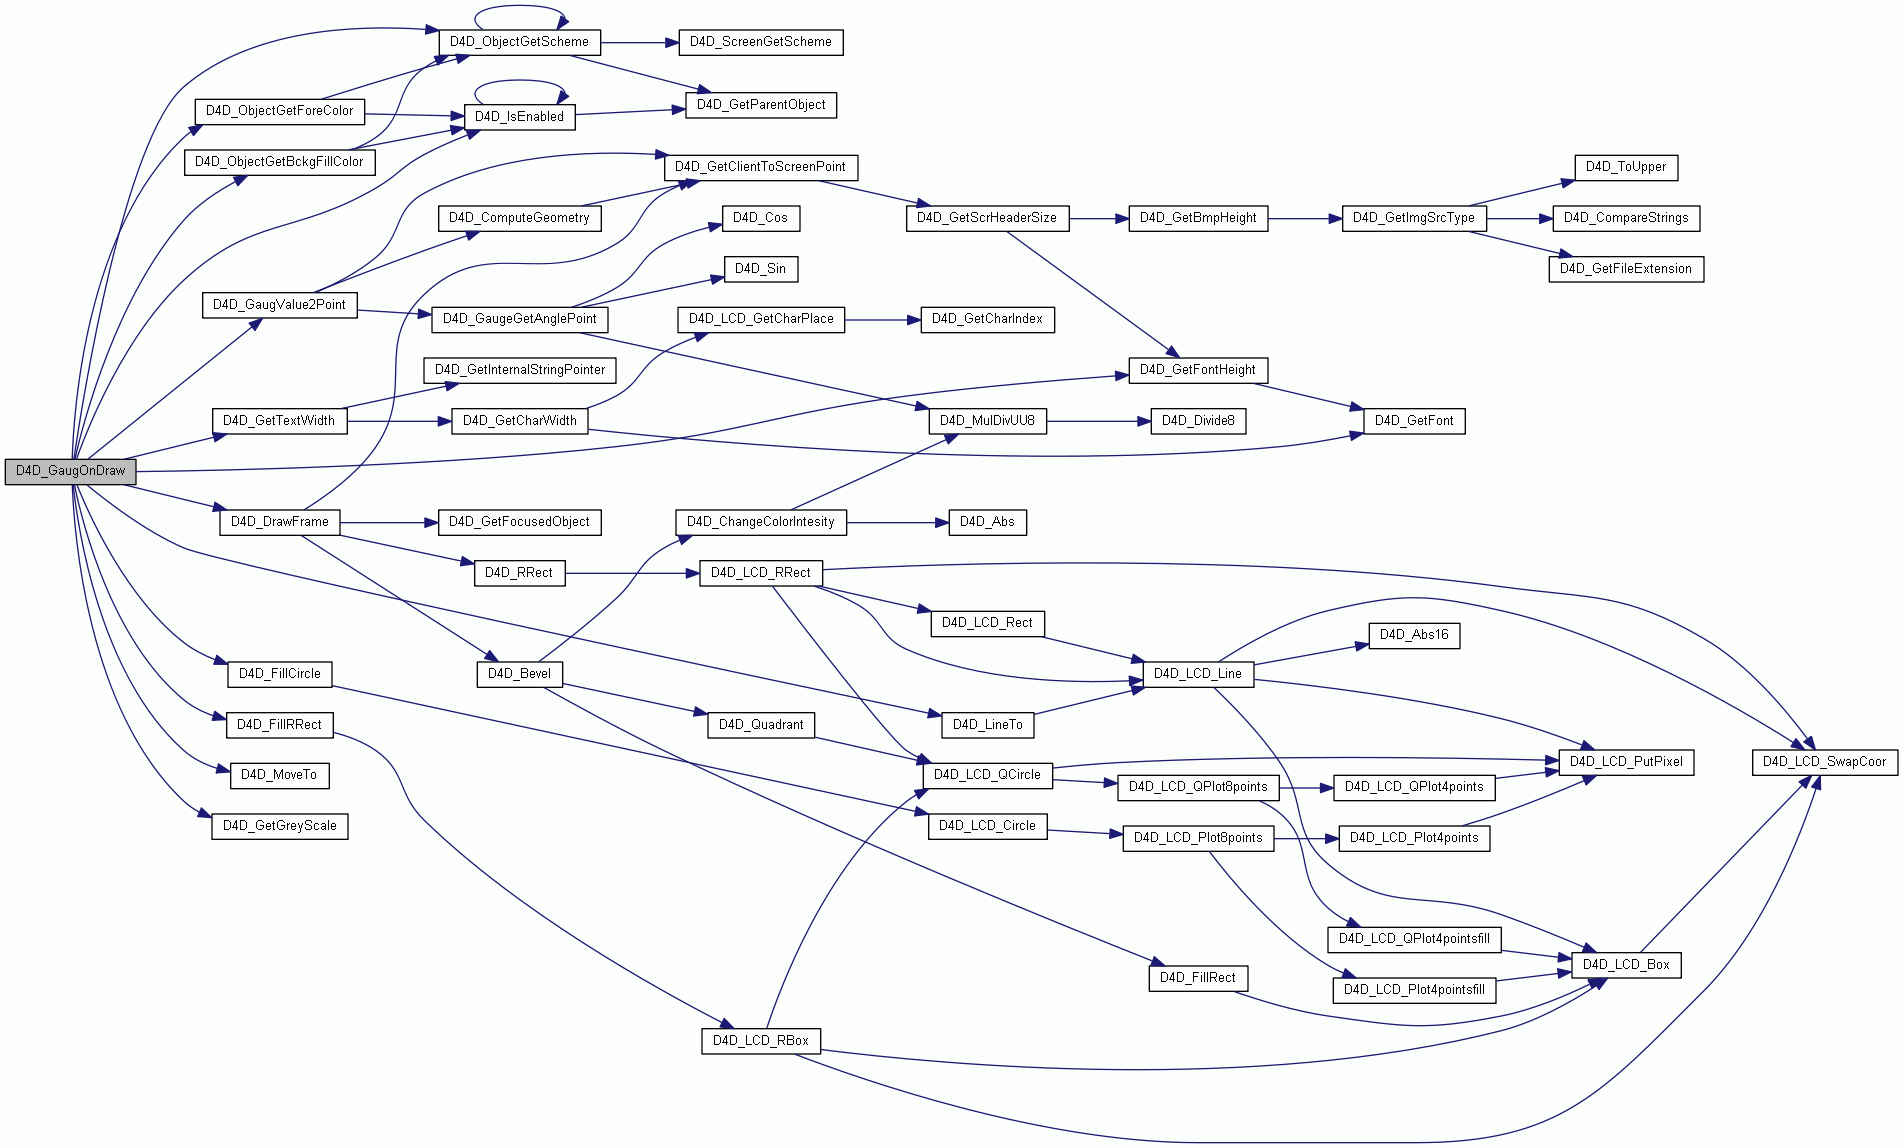 D4D_ObjectGetScheme
D4D_ScreenGetScheme
D4D_GetParentObject
D4D_ObjectGetForeColor
D4D_IsEnabled
D4D_ObjectGetBckgFillColor
D4D_GetClientToScreenPoint
D4D_ToUpper
D4D_ComputeGeometry
D4D_Cos
D4D_GetScrHeaderSize
D4D_GetBmpHeight
D4D_GetImgSrcType
D4D_CompareStrings
D4D_Sin
D4D_GetFileExtension
D4D_GaugValue2Point
D4D_GaugeGetAnglePoint
D4D_LCD_GetCharPlace
D4D_GetCharIndex
D4D_GetInternalStringPointer
D4D_GetFontHeight
D4D_GetTextWidth
D4D_GetCharWidth
D4D_MulDivUU8
D4D_Divide8
D4D_GetFont
D4D_GaugOnDraw
D4D_DrawFrame
D4D_GetFocusedObject
D4D_ChangeColorIntesity
D4D_Abs
D4D_RRect
D4D_LCD_RRect
D4D_LCD_Rect
D4D_Abs16
D4D_FillCircle
D4D_Bevel
D4D_LCD_Line
D4D_FillRRect
D4D_Quadrant
D4D_LineTo
D4D_MoveTo
D4D_LCD_QCircle
D4D_LCD_PutPixel
D4D_LCD_SwapCoor
D4D_LCD_QPlot8points
D4D_LCD_QPlot4points
D4D_GetGreyScale
D4D_LCD_Circle
D4D_LCD_Plot8points
D4D_LCD_Plot4points
D4D_LCD_QPlot4pointsfill
D4D_LCD_Box
D4D_FillRect
D4D_LCD_Plot4pointsfill
D4D_LCD_RBox